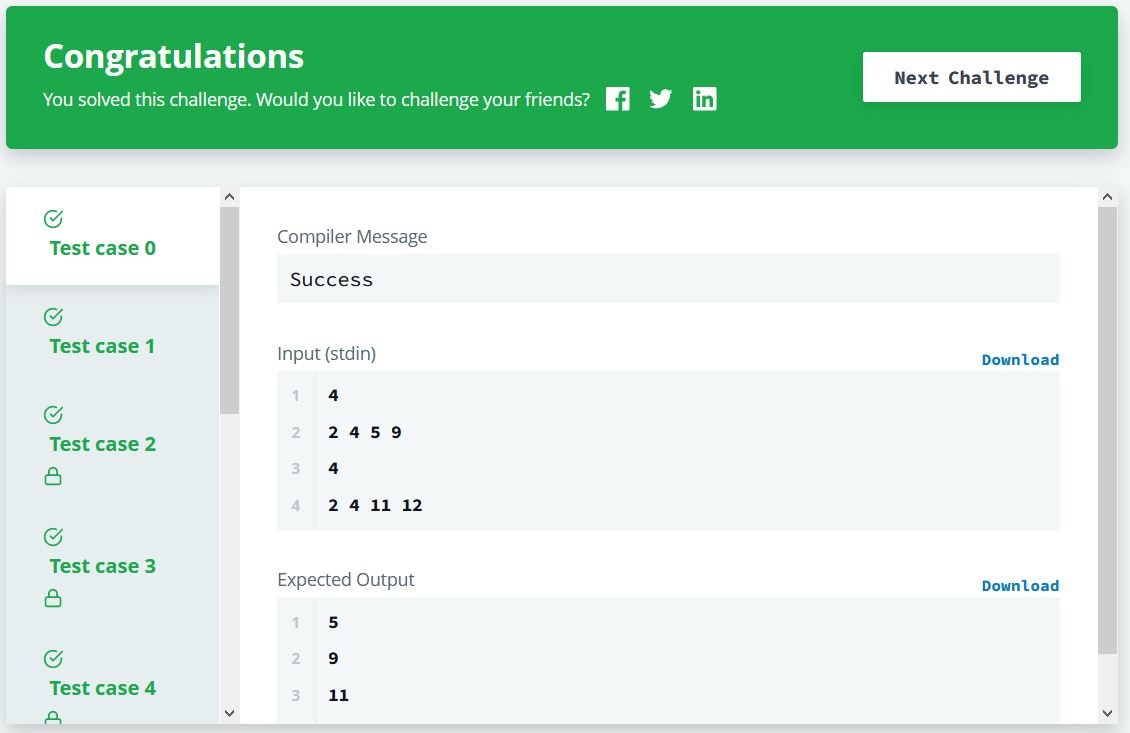 Congratulations
You solved this challenge. Would you like to challenge your friends?
Next Challenge
Test case 0
Test case 1
Test case 2
Test case 3
Test case 4
Compiler Message
Success
Input (stdin)
Download
1 4
2 2 4 5 9
3 4
4 2 4 11 12
Expected Output
Download
1 5
2 9
3 11